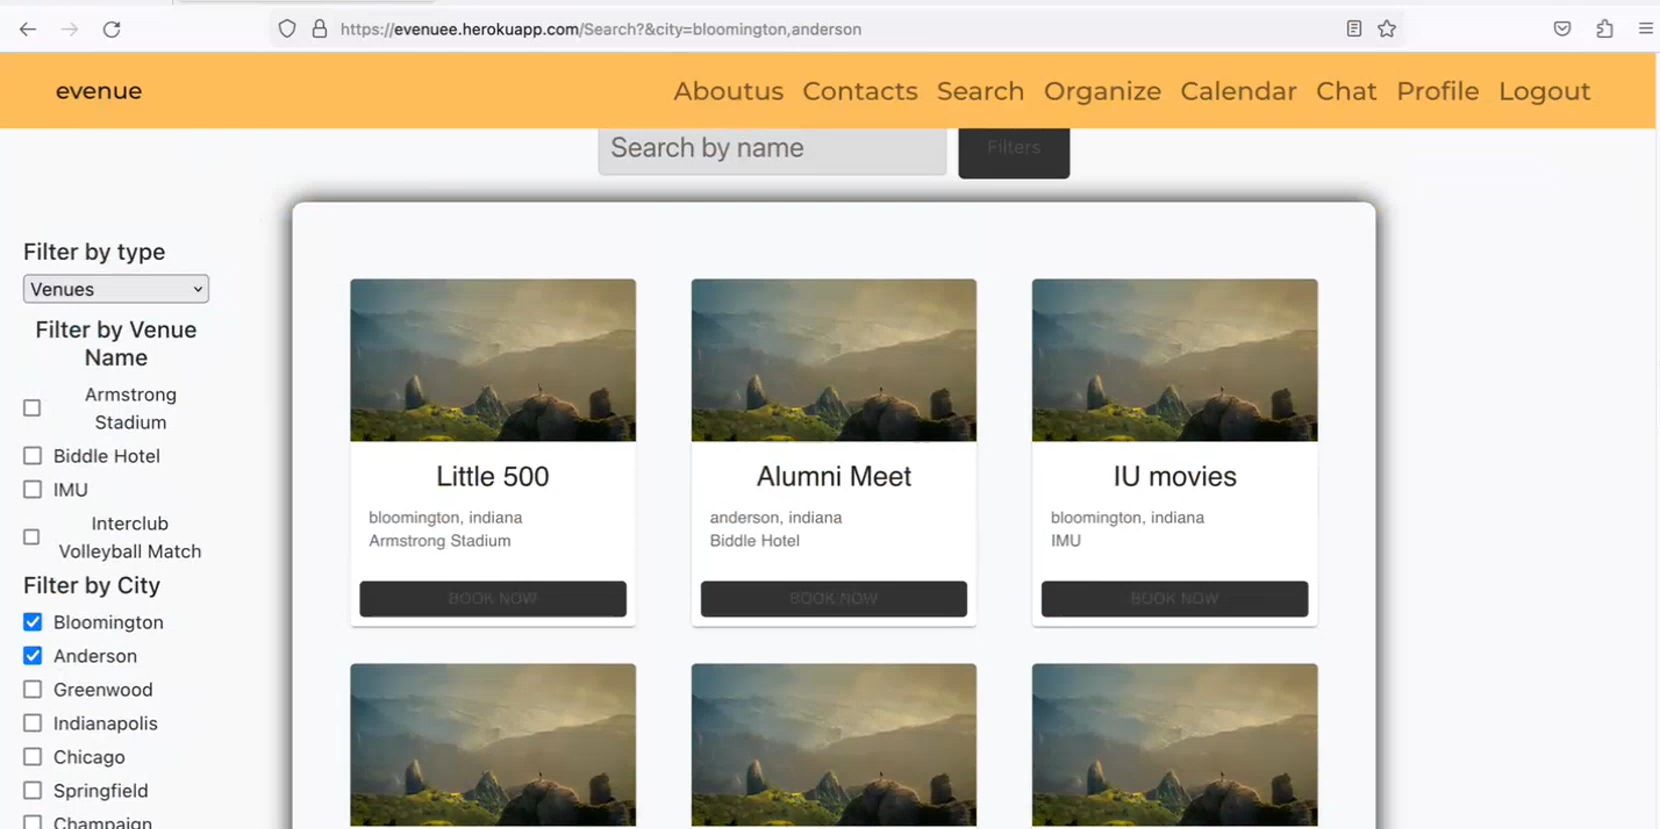 https://evenuee.herokuapp.com/Search?&city=bloomington,anderson
evenue
Aboutus Contacts Search Organize Calendar Chat Profile Logout
Search by name
Filters
Filter by type
Venues
Filter by Venue
Name
Armstrong
Stadium
Biddle Hotel
IMU
Interclub
Volleyball Match
Filter by City
Bloomington
Anderson
Greenwood
Indianapolis
Chicago
Springfield
Champaign
Little 500
bloomington, indiana
Armstrong Stadium
BOOK NOW
Alumni Meet
anderson, indiana
Biddle Hotel
BOOK NOW
IU movies
bloomington, indiana
IMU
BOOK NOW